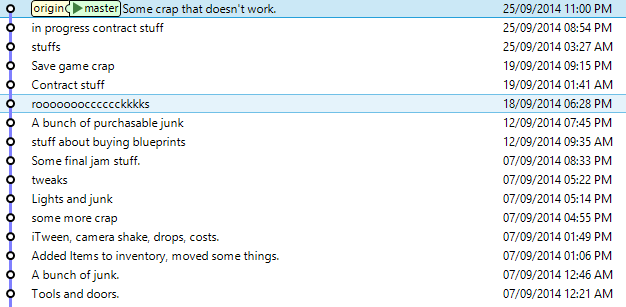 origin master Some crap that doesn't work. 25/09/2014 11:00 PM
in progress contract stuff 25/09/2014 08:54 PM
stuffs 25/09/2014 03:27 AM
Save game crap 19/09/2014 09:15 PM
Contract stuff 19/09/2014 01:41 AM
rooooooocccccckkkks 18/09/2014 06:28 PM
A bunch of purchasable junk 12/09/2014 07:45 PM
stuff about buying blueprints 12/09/2014 09:35 AM
Some final jam stuff. 07/09/2014 08:33 PM
tweaks 07/09/2014 05:22 PM
Lights and junk 07/09/2014 05:14 PM
some more crap 07/09/2014 04:55 PM
iTween, camera shake, drops, costs. 07/09/2014 01:49 PM
Added Items to inventory, moved some things. 07/09/2014 01:06 PM
A bunch of junk. 07/09/2014 12:46 AM
Tools and doors. 07/09/2014 12:21 AM